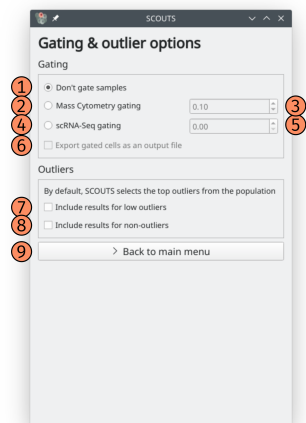 SCOUTS
Gating & outlier options
Gating
1 Don't gate samples
2 Mass Cytometry gating 0.10 3
4 scRNA-Seq gating 0.00 5
6 Export gated cells as an output file
Outliers
By default, SCOUTS selects the top outliers from the population
7 Include results for low outliers
8 Include results for non-outliers
9 > Back to main menu